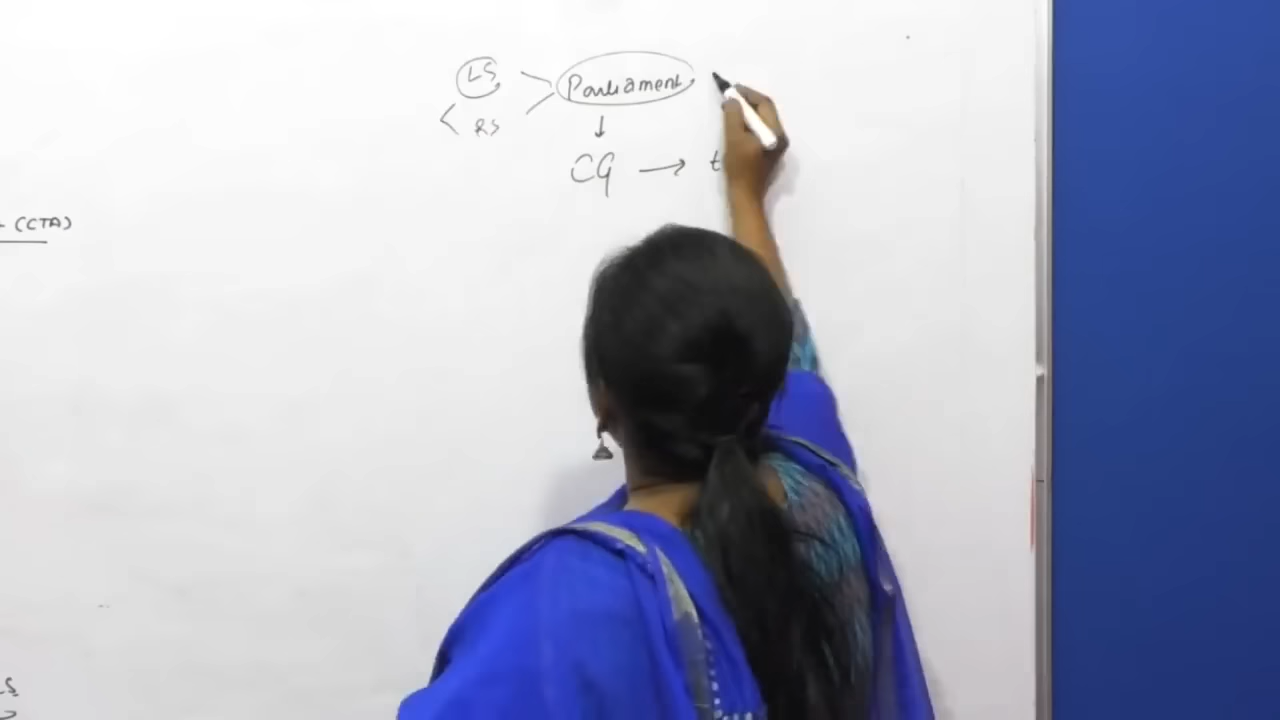 LS
Parliament
< RS
↓
CG → t
(CTA)